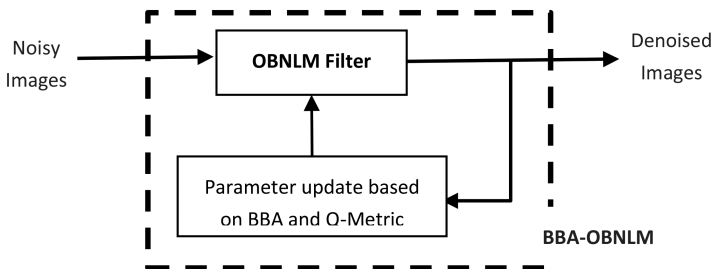 Noisy
Images
OBNLM Filter
Denoised
Images
Parameter update based
on BBA and Q-Metric
BBA-OBNLM